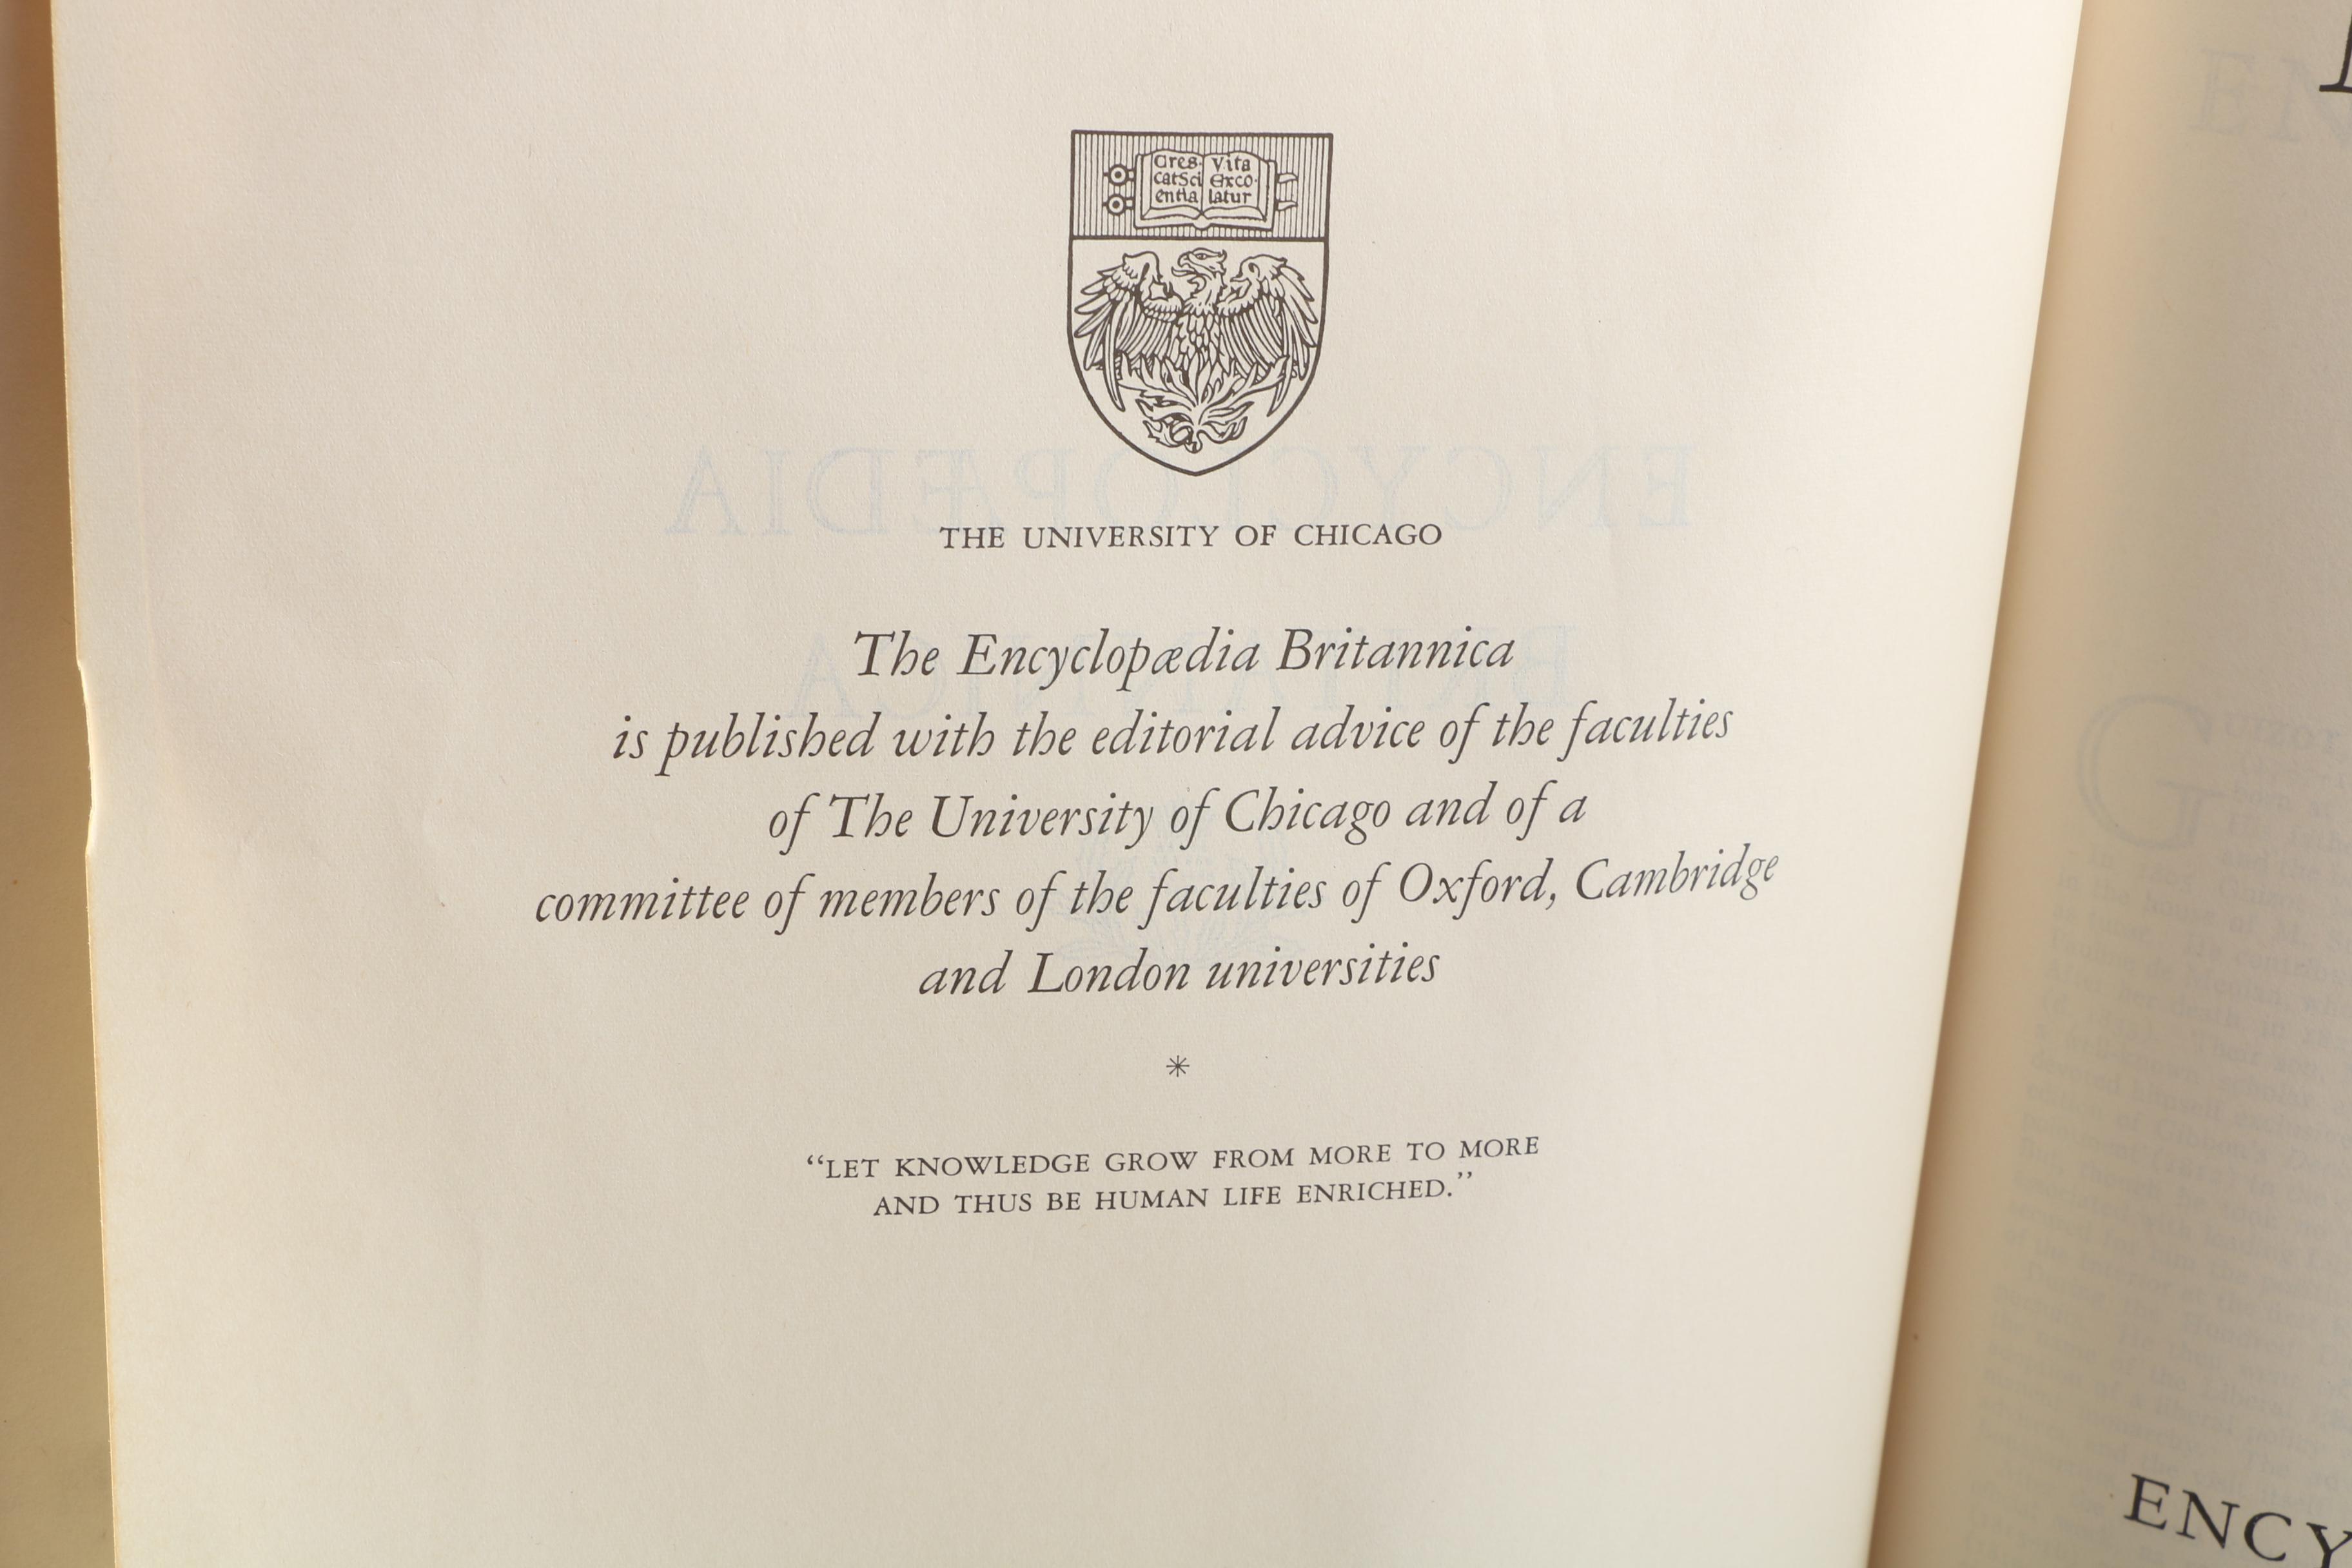 Cres Vita
catSci Exco
entia latur
THE UNIVERSITY OF CHICAGO
The Encyclopædia Britannica
is published with the editorial advice of the faculties
of The University of Chicago and of a
committee of members of the faculties of Oxford, Cambridge
and London universities
*
“LET KNOWLEDGE GROW FROM MORE TO MORE
AND THUS BE HUMAN LIFE ENRICHED.”
ENCYCLOPÆDIA
BRITANNICA
ENCY